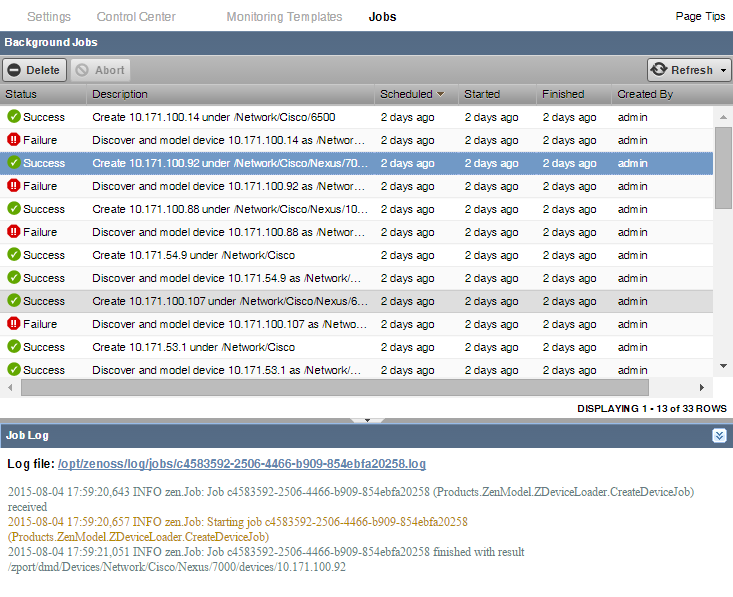 Settings Control Center Monitoring Templates Jobs Page Tips
Background Jobs
Delete Abort Refresh
Status Description Scheduled Started Finished Created By
Success Create 10.171.100.14 under /Network/Cisco/6500 2 days ago 2 days ago 2 days ago admin
Failure Discover and model device 10.171.100.14 as /Networ... 2 days ago 2 days ago 2 days ago admin
Success Create 10.171.100.92 under /Network/Cisco/Nexus/70... 2 days ago 2 days ago 2 days ago admin
Failure Discover and model device 10.171.100.92 as /Networ... 2 days ago 2 days ago 2 days ago admin
Success Create 10.171.100.88 under /Network/Cisco/Nexus/10... 2 days ago 2 days ago 2 days ago admin
Failure Discover and model device 10.171.100.88 as /Networ... 2 days ago 2 days ago 2 days ago admin
Success Create 10.171.54.9 under /Network/Cisco 2 days ago 2 days ago 2 days ago admin
Success Discover and model device 10.171.54.9 as /Network/... 2 days ago 2 days ago 2 days ago admin
Success Create 10.171.100.107 under /Network/Cisco/Nexus/6... 2 days ago 2 days ago 2 days ago admin
Failure Discover and model device 10.171.100.107 as /Netwo... 2 days ago 2 days ago 2 days ago admin
Success Create 10.171.53.1 under /Network/Cisco 2 days ago 2 days ago 2 days ago admin
Success Discover and model device 10.171.53.1 as /Network/... 2 days ago 2 days ago 2 days ago admin
DISPLAYING 1 - 13 of 33 ROWS
Job Log
Log file: /opt/zenoss/log/jobs/c4583592-2506-4466-b909-854ebfa20258.log
2015-08-04 17:59:20,643 INFO zen.Job: Job c4583592-2506-4466-b909-854ebfa20258 (Products.ZenModel.ZDeviceLoader.CreateDeviceJob)
received
2015-08-04 17:59:20,657 INFO zen.Job: Starting job c4583592-2506-4466-b909-854ebfa20258
(Products.ZenModel.ZDeviceLoader.CreateDeviceJob)
2015-08-04 17:59:21,051 INFO zen.Job: Job c4583592-2506-4466-b909-854ebfa20258 finished with result
/zport/dmd/Devices/Network/Cisco/Nexus/7000/devices/10.171.100.92